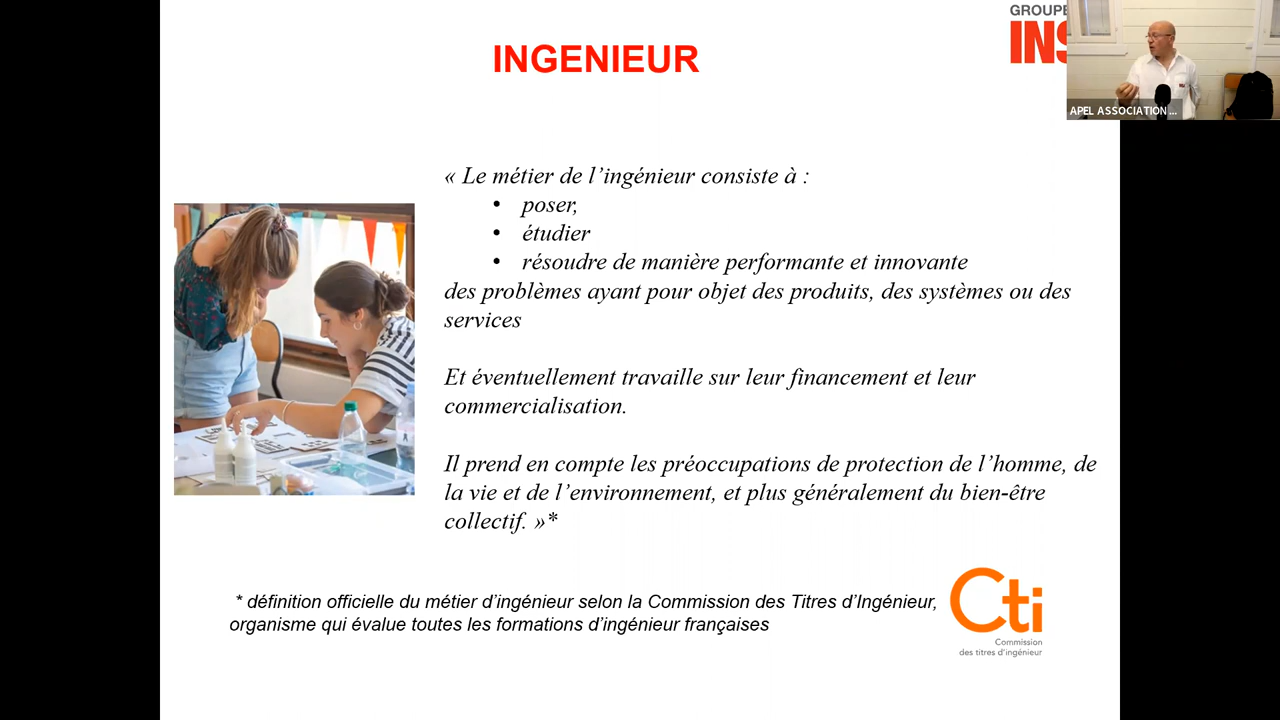 INGENIEUR
GROUPE
INS
APEL ASSOCIATION ...
« Le métier de l’ingénieur consiste à :
• poser,
• étudier
• résoudre de manière performante et innovante
des problèmes ayant pour objet des produits, des systèmes ou des
services
Et éventuellement travaille sur leur financement et leur
commercialisation.
Il prend en compte les préoccupations de protection de l’homme, de
la vie et de l’environnement, et plus généralement du bien-être
collectif. »*
* définition officielle du métier d’ingénieur selon la Commission des Titres d’Ingénieur,
organisme qui évalue toutes les formations d’ingénieur françaises
Cti
Commission
des titres d’ingénieur